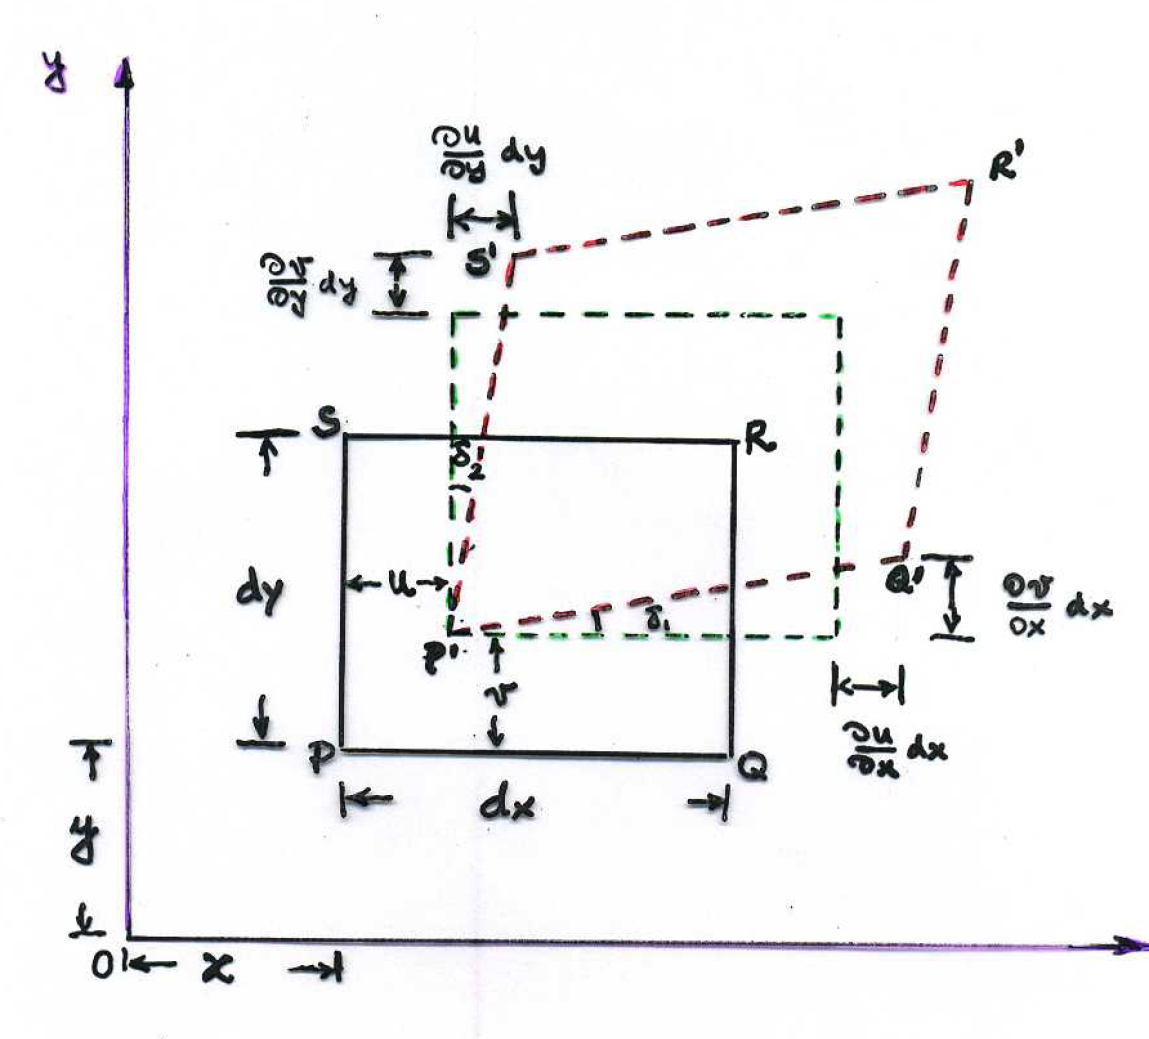 y
∂u/∂y dy
R'
S'
∂v/∂y dy
S
R
δ₂
dy
u
Q'
∂v/∂x dx
δ₁
P'
v
∂u/∂x dx
P
Q
dx
y
O
x